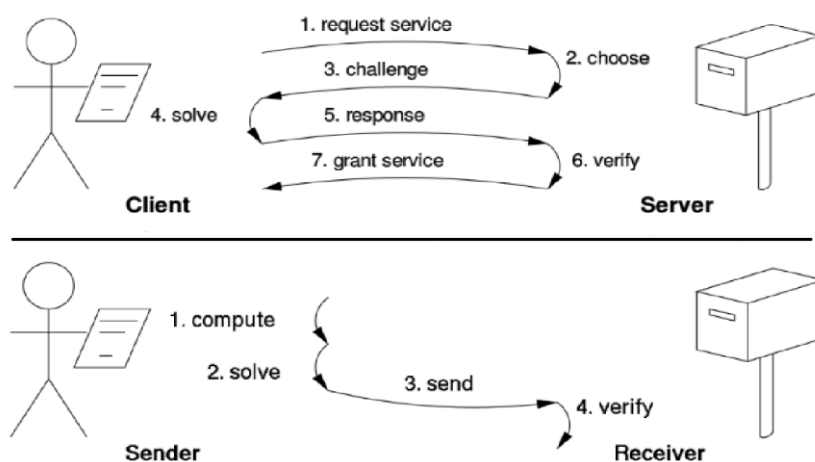 1. request service
2. choose
3. challenge
4. solve
5. response
6. verify
7. grant service
Client
Server
1. compute
2. solve
3. send
4. verify
Sender
Receiver